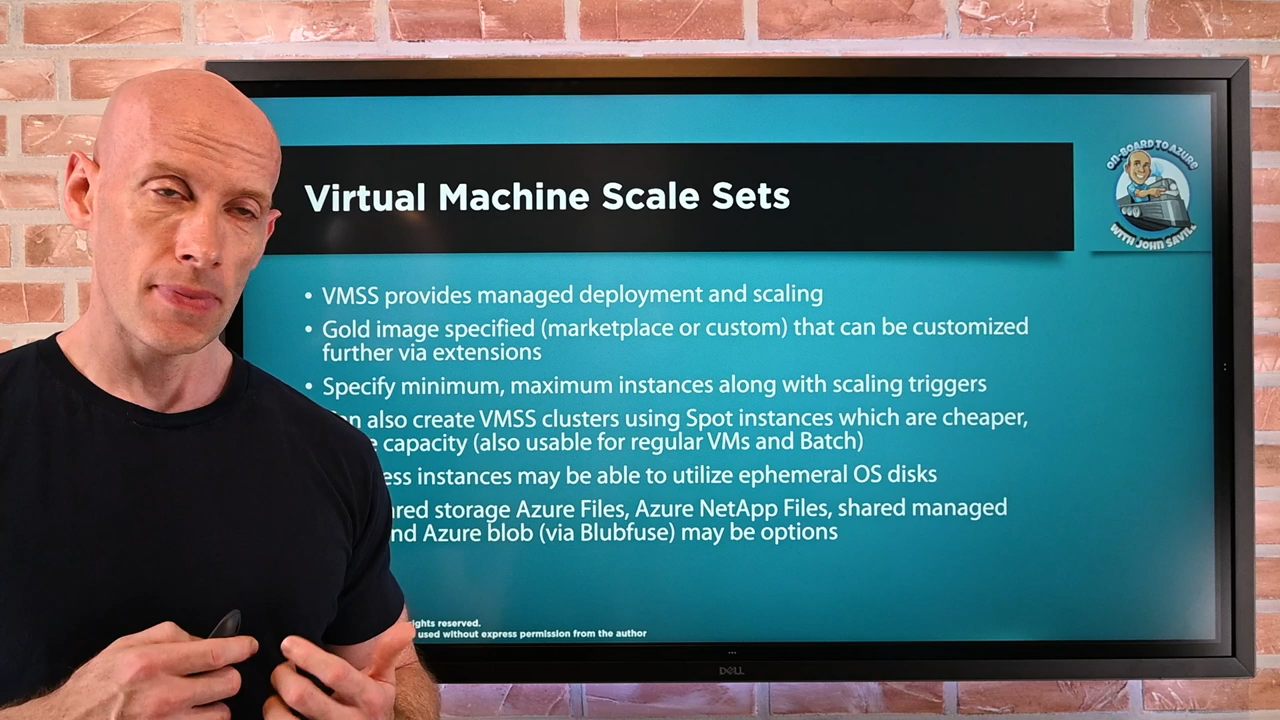 ON-BOARD TO AZURE
WITH JOHN SAVILL
Virtual Machine Scale Sets
• VMSS provides managed deployment and scaling
• Gold image specified (marketplace or custom) that can be customized
further via extensions
• Specify minimum, maximum instances along with scaling triggers
also create VMSS clusters using Spot instances which are cheaper,
capacity (also usable for regular VMs and Batch)
instances may be able to utilize ephemeral OS disks
storage Azure Files, Azure NetApp Files, shared managed
Azure blob (via Blubfuse) may be options
reserved.
used without express permission from the author
DELL